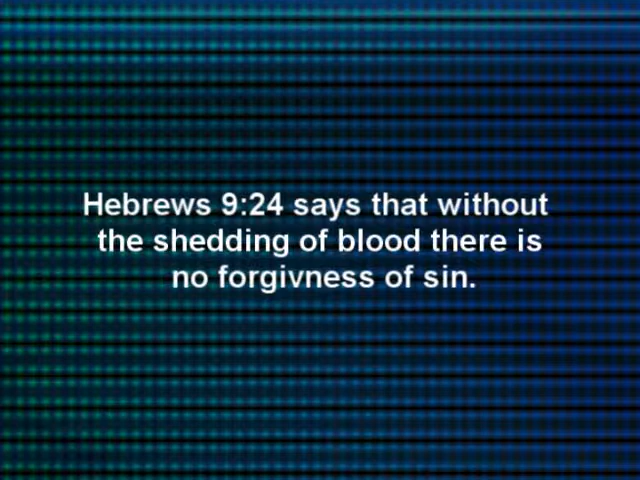 Hebrews 9:24 says that without
the shedding of blood there is
no forgivness of sin.